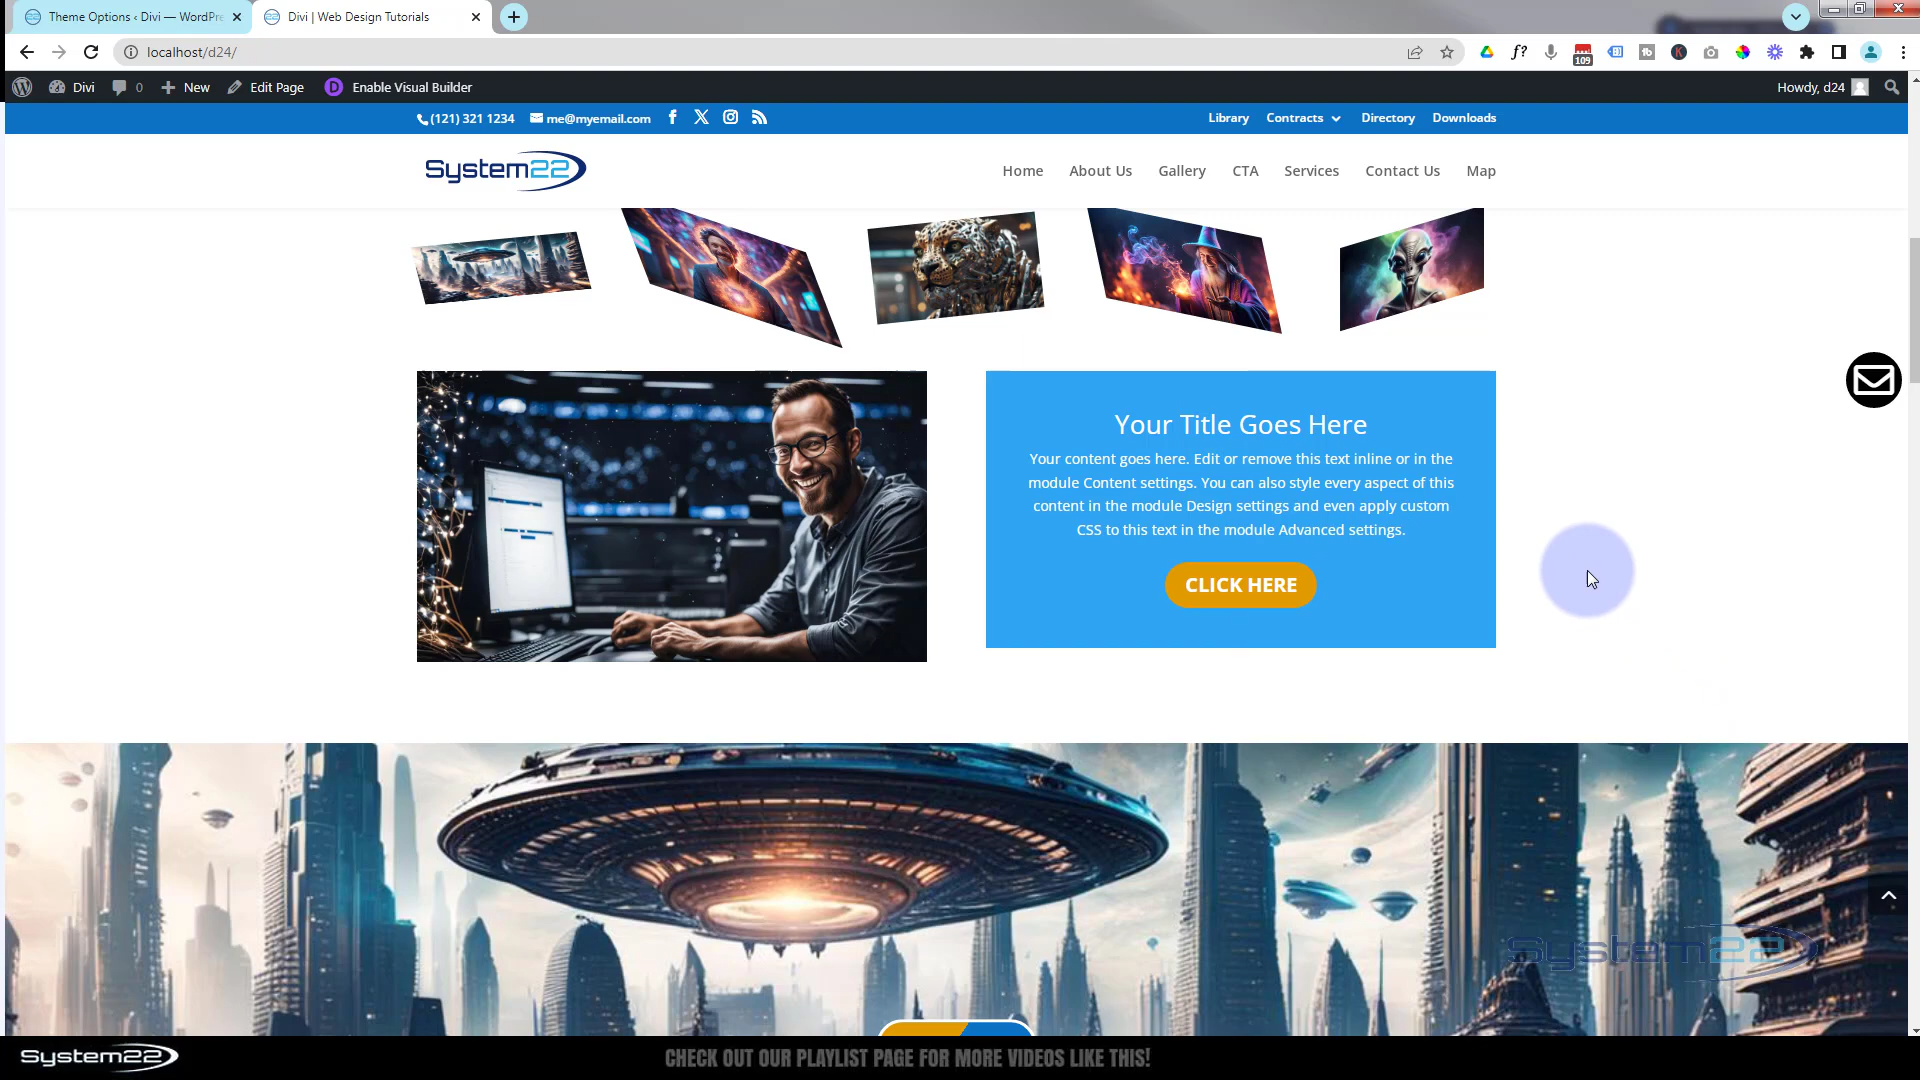 Theme Options ‹ Divi — WordPre
Divi | Web Design Tutorials
localhost/d24/
f?
109
Divi
0
New
Edit Page
D
Enable Visual Builder
Howdy, d24
(121) 321 1234
me@myemail.com
Library
Contracts
Directory
Downloads
System22
Home
About Us
Gallery
CTA
Services
Contact Us
Map
Your Title Goes Here
Your content goes here. Edit or remove this text inline or in the
module Content settings. You can also style every aspect of this
content in the module Design settings and even apply custom
CSS to this text in the module Advanced settings.
CLICK HERE
System22
System22
CHECK OUT OUR PLAYLIST PAGE FOR MORE VIDEOS LIKE THIS!